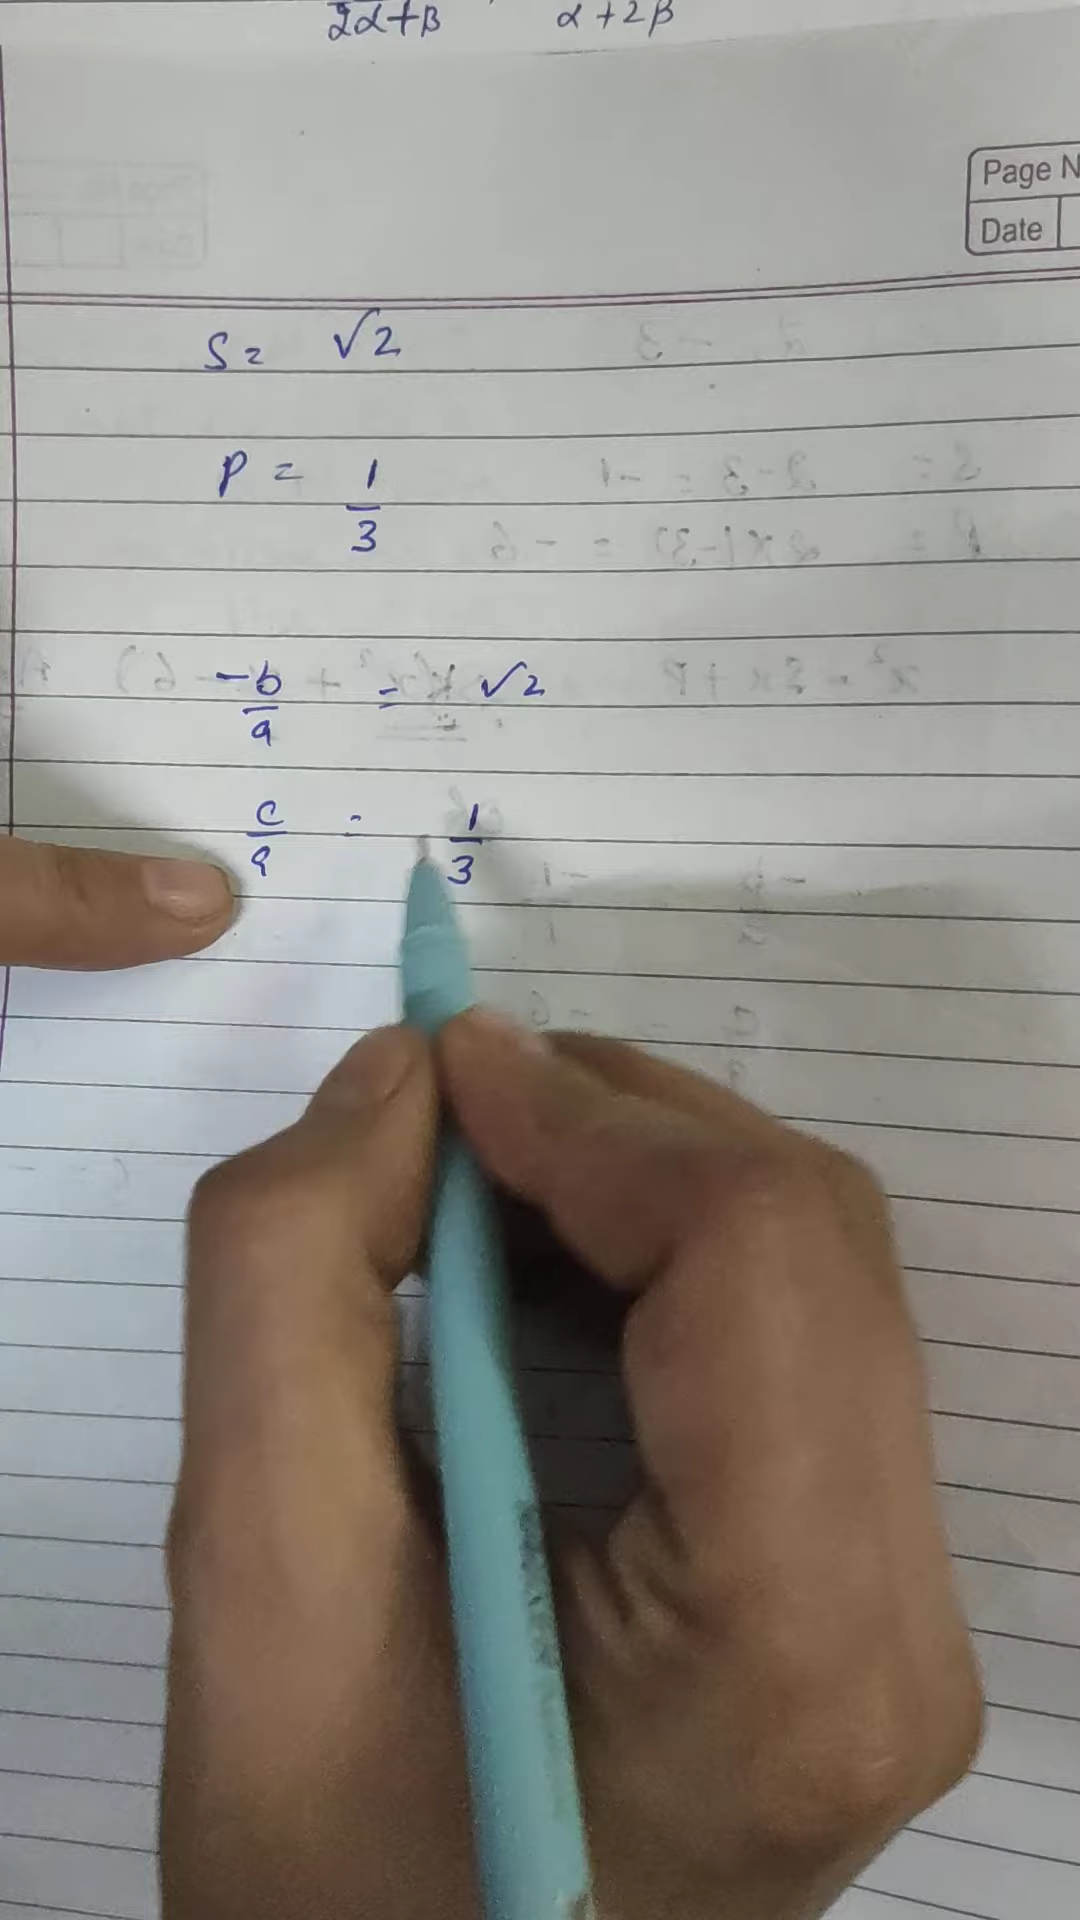 2α+β α+2β
Page N
Date
S = √2
P = 1/3
-b/a = √2
c/a = 1/3